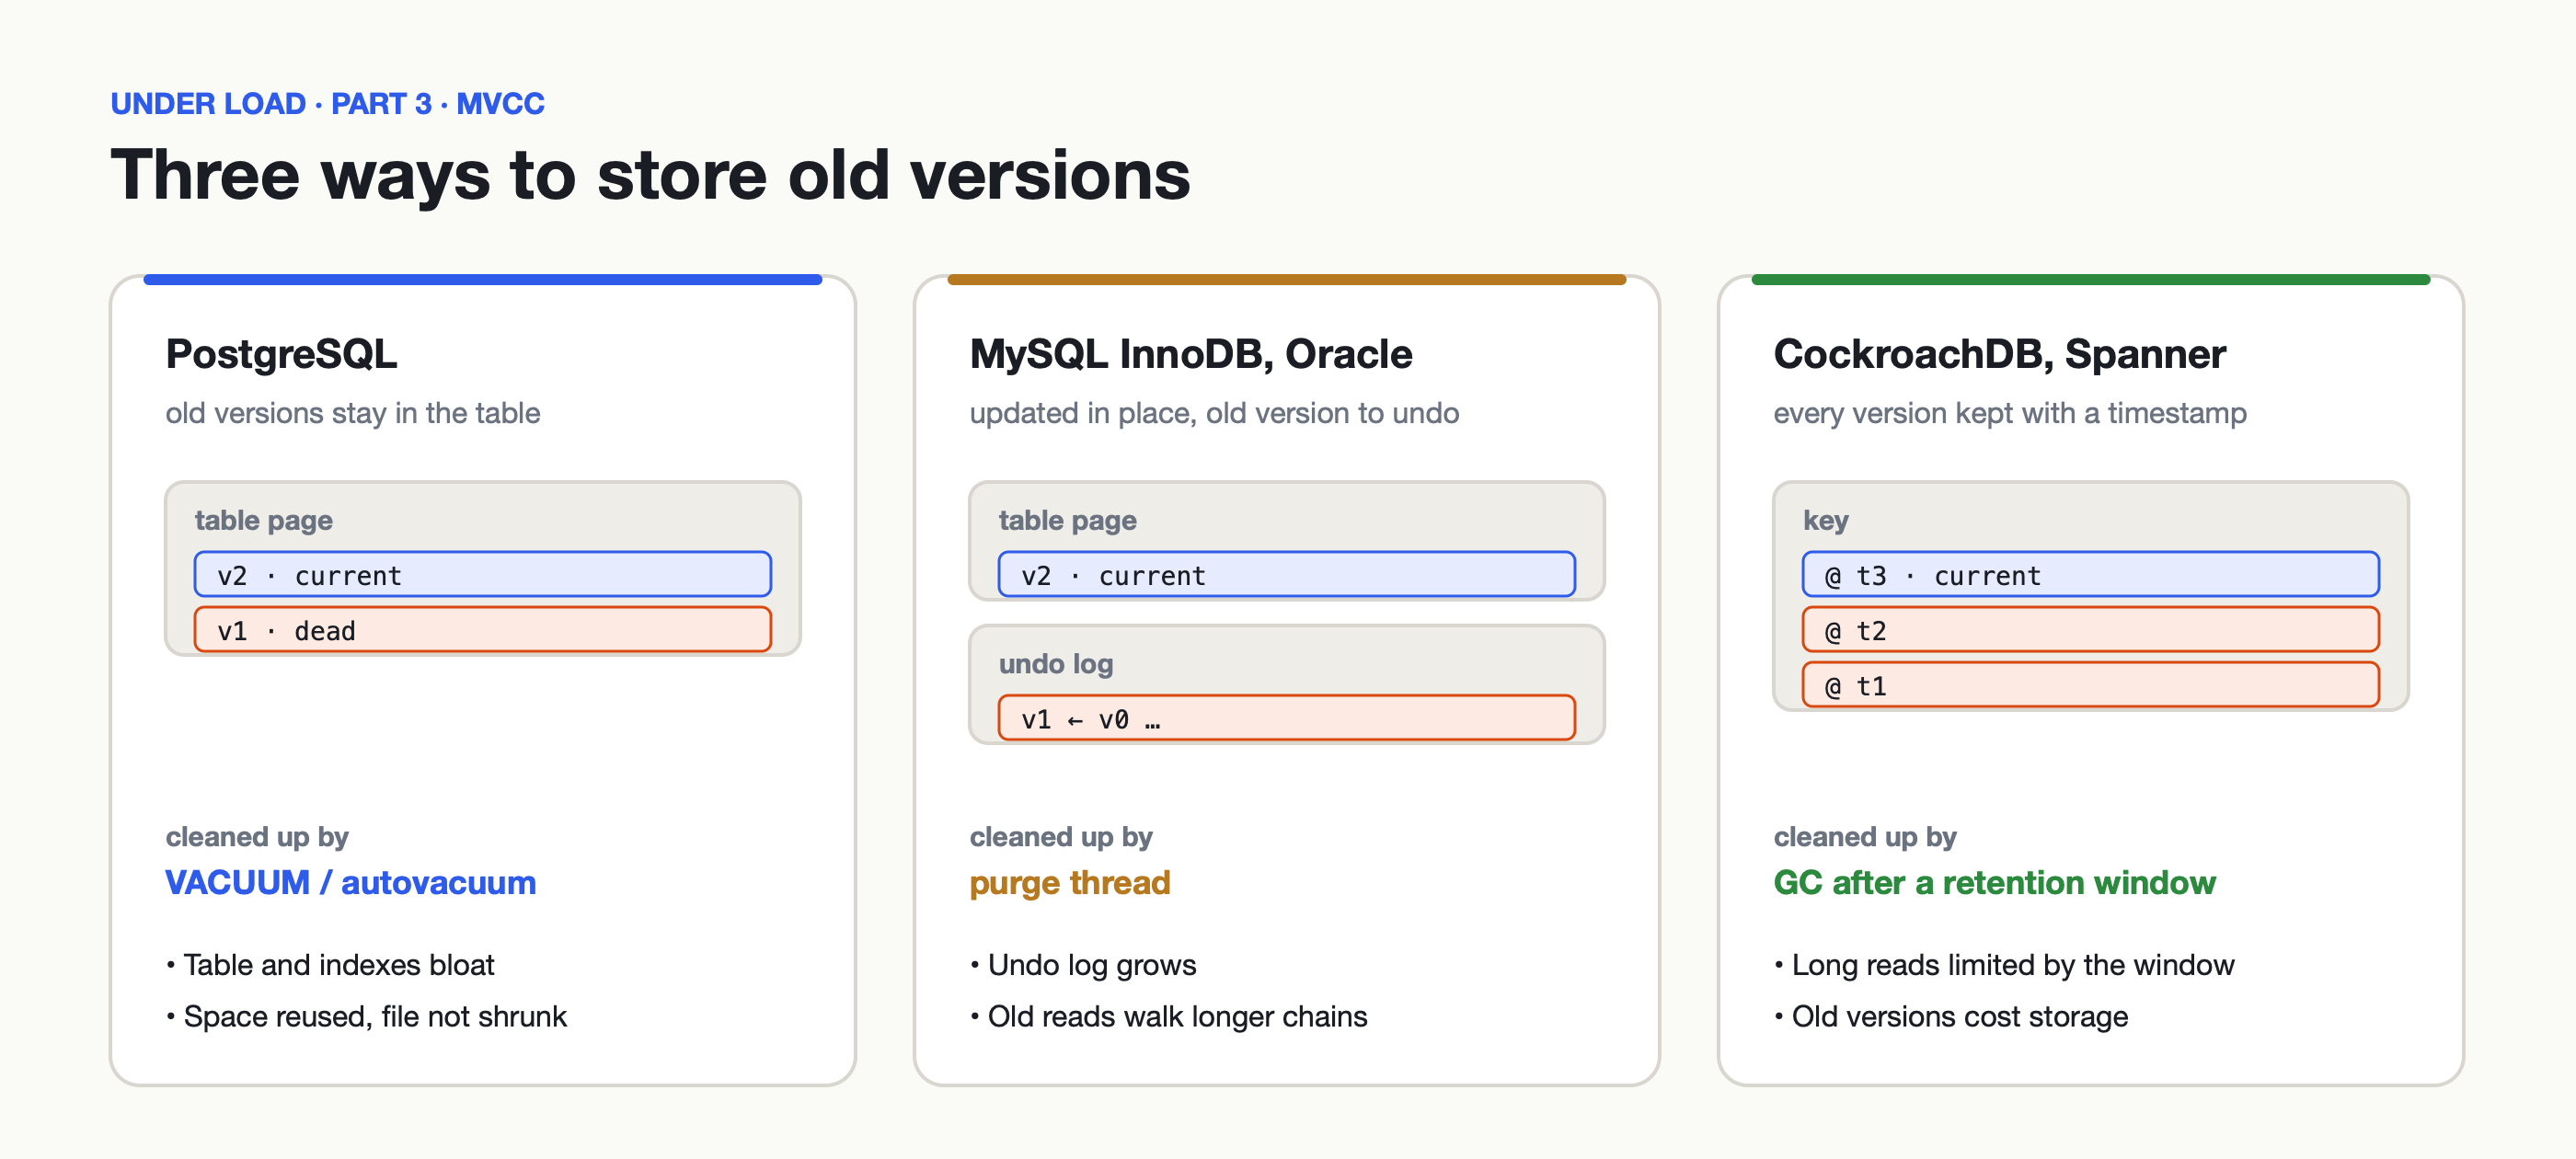 UNDER LOAD · PART 3 · MVCC
Three ways to store old versions
PostgreSQL
old versions stay in the table
table page
v2 · current
v1 · dead
cleaned up by
VACUUM / autovacuum
• Table and indexes bloat
• Space reused, file not shrunk
MySQL InnoDB, Oracle
updated in place, old version to undo
table page
v2 · current
undo log
v1 ← v0 …
cleaned up by
purge thread
• Undo log grows
• Old reads walk longer chains
CockroachDB, Spanner
every version kept with a timestamp
key
@ t3 · current
@ t2
@ t1
cleaned up by
GC after a retention window
• Long reads limited by the window
• Old versions cost storage